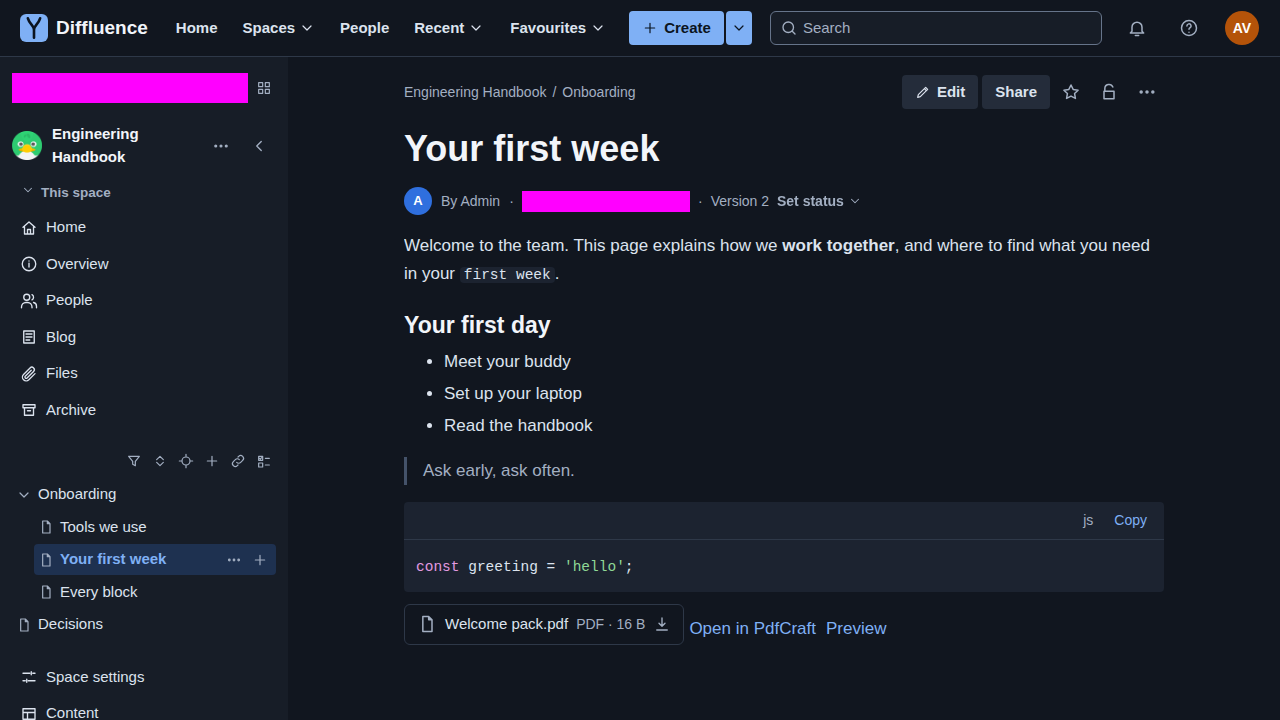 Diffluence Home Spaces People Recent Favourites Create Search AV
Engineering Handbook / Onboarding Edit Share
Engineering
Handbook
This space
Home
Overview
People
Blog
Files
Archive
Onboarding
Tools we use
Your first week
Every block
Decisions
Space settings
Content
Your first week
A By Admin · · Version 2 Set status
Welcome to the team. This page explains how we work together, and where to find what you need
in your first week.
Your first day
Meet your buddy
Set up your laptop
Read the handbook
Ask early, ask often.
js Copy
const greeting = 'hello';
Welcome pack.pdf PDF · 16 B Open in PdfCraft Preview